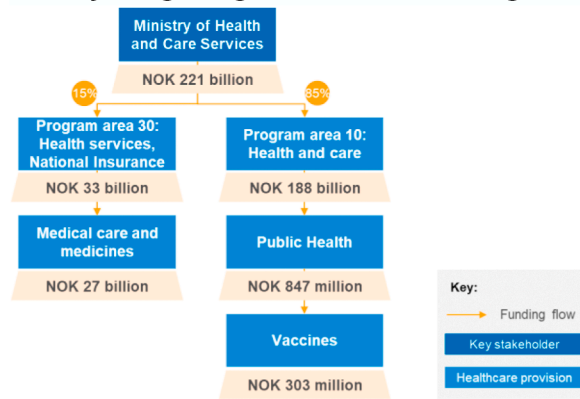 Ministry of Health
and Care Services
NOK 221 billion
15%
85%
Program area 30:
Health services,
National Insurance
Program area 10:
Health and care
NOK 33 billion
NOK 188 billion
Medical care and
medicines
Public Health
NOK 27 billion
NOK 847 million
Vaccines
NOK 303 million
Key:
Funding flow
Key stakeholder
Healthcare provision